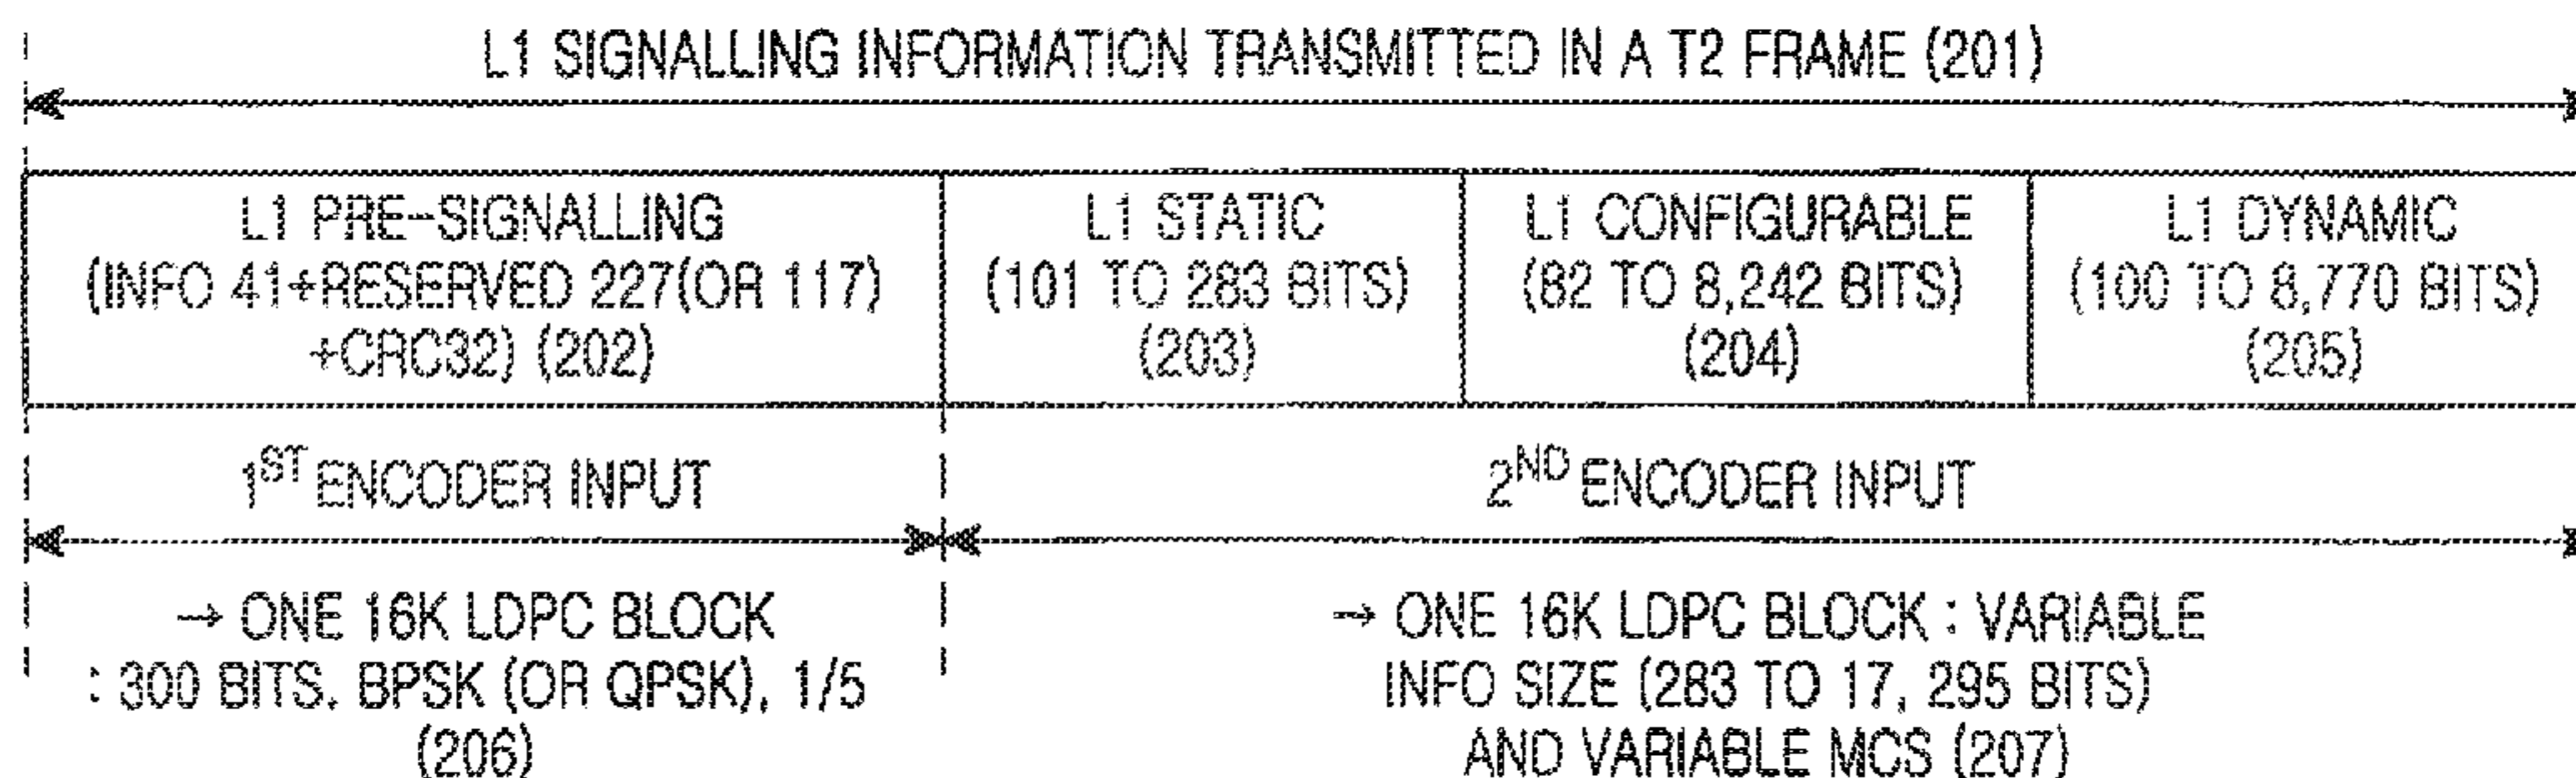 L1 SIGNALLING INFORMATION TRANSMITTED IN A T2 FRAME (201)
L1 PRE-SIGNALLING
(INFO 41+RESERVED 227(OR 117)
+CRC32) (202)
L1 STATIC
(101 TO 283 BITS)
(203)
L1 CONFIGURABLE
(82 TO 8,242 BITS)
(204)
L1 DYNAMIC
(100 TO 8,770 BITS)
(205)
1ST ENCODER INPUT
2ND ENCODER INPUT
→ ONE 16K LDPC BLOCK
: 300 BITS. BPSK (OR QPSK), 1/5
(206)
→ ONE 16K LDPC BLOCK : VARIABLE
INFO SIZE (283 TO 17, 295 BITS)
AND VARIABLE MCS (207)